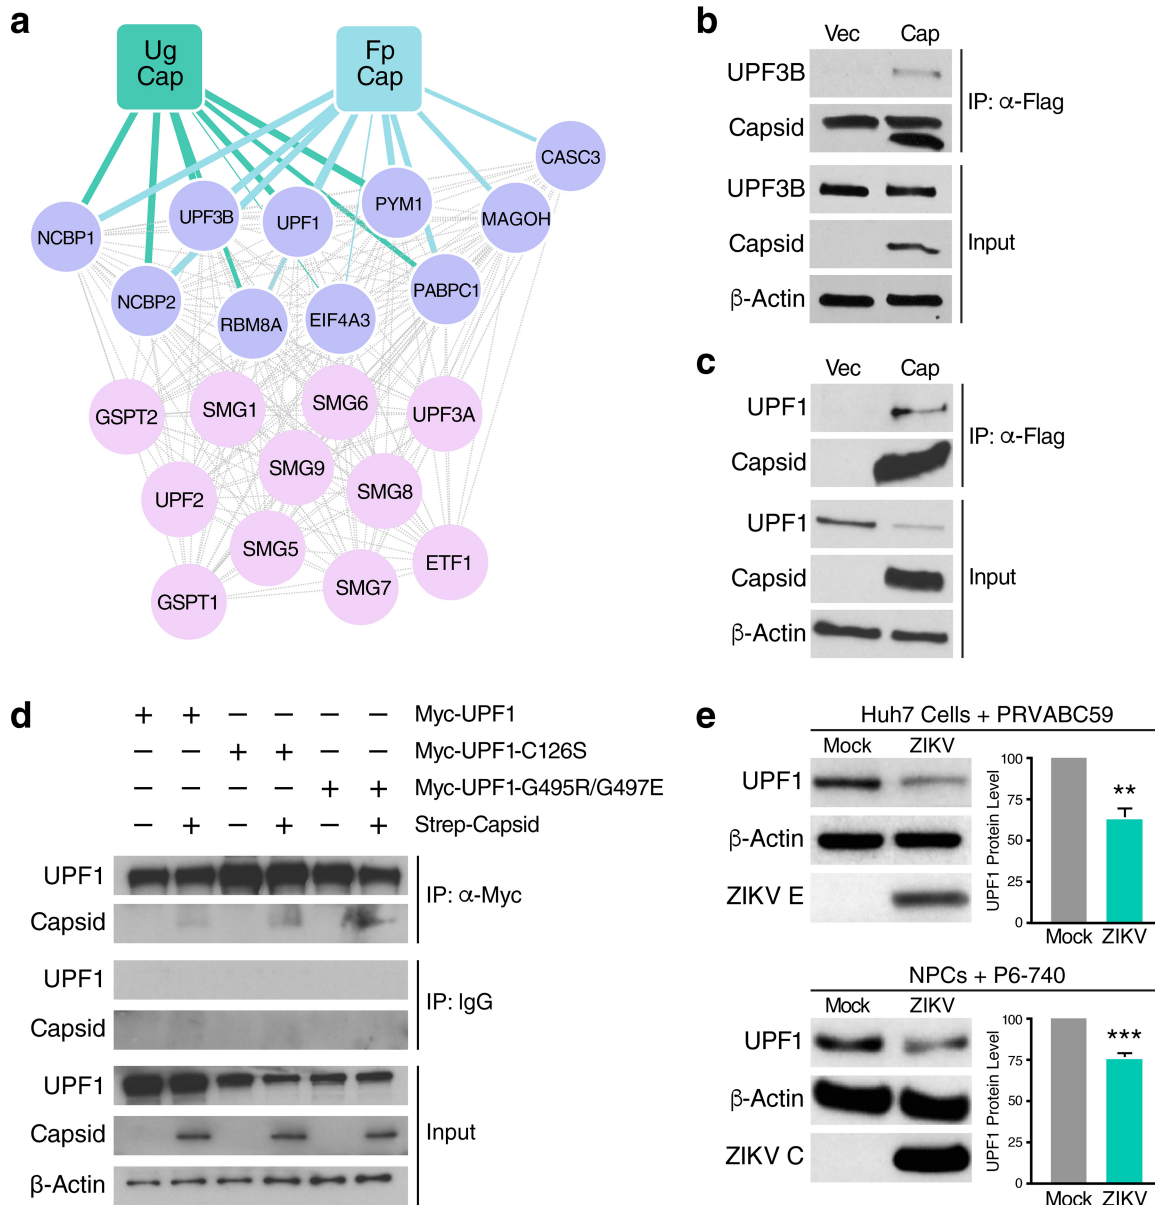 a
Ug
Cap
Fp
Cap
CASC3
NCBP1
UPF3B
UPF1
PYM1
MAGOH
NCBP2
RBM8A
EIF4A3
PABPC1
GSPT2
SMG1
SMG6
UPF3A
SMG9
UPF2
SMG8
SMG5
ETF1
GSPT1
SMG7
b
Vec Cap
UPF3B
Capsid
IP: α-Flag
UPF3B
Capsid
β-Actin
Input
c
Vec Cap
UPF1
Capsid
IP: α-Flag
UPF1
Capsid
β-Actin
Input
d
+ + − − − − Myc-UPF1
− − + + − − Myc-UPF1-C126S
− − − − + + Myc-UPF1-G495R/G497E
− + − + − + Strep-Capsid
UPF1
Capsid
IP: α-Myc
UPF1
Capsid
IP: IgG
UPF1
Capsid
β-Actin
Input
e
Huh7 Cells + PRVABC59
Mock ZIKV
UPF1
β-Actin
ZIKV E
UPF1 Protein Level
100
75
50
25
0
**
Mock ZIKV
NPCs + P6-740
Mock ZIKV
UPF1
β-Actin
ZIKV C
UPF1 Protein Level
100
75
50
25
0
***
Mock ZIKV